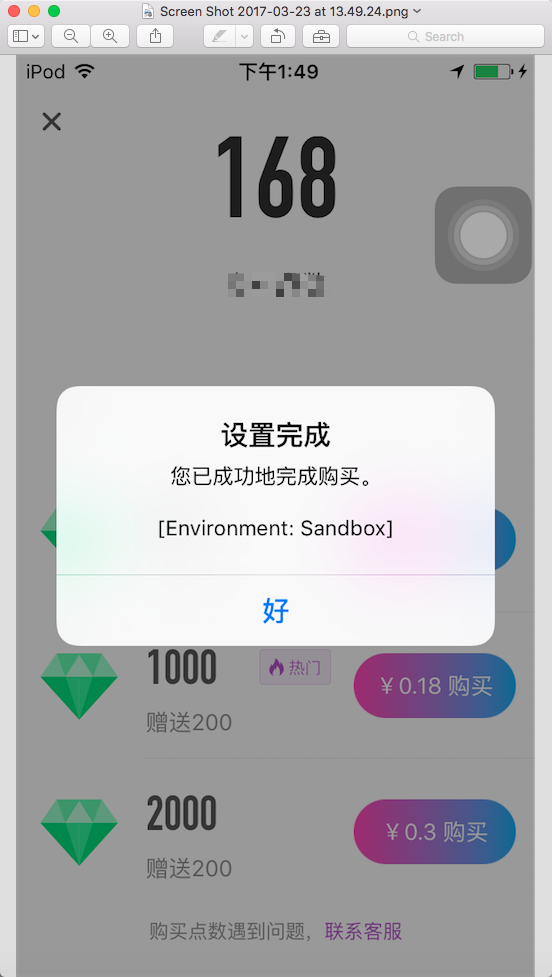 Screen Shot 2017-03-23 at 13.49.24.png
Search
iPod 下午1:49
168
设置完成
您已成功地完成购买。
[Environment: Sandbox]
好
1000 热门 ¥ 0.18 购买
赠送200
2000 ¥ 0.3 购买
赠送200
购买点数遇到问题，联系客服